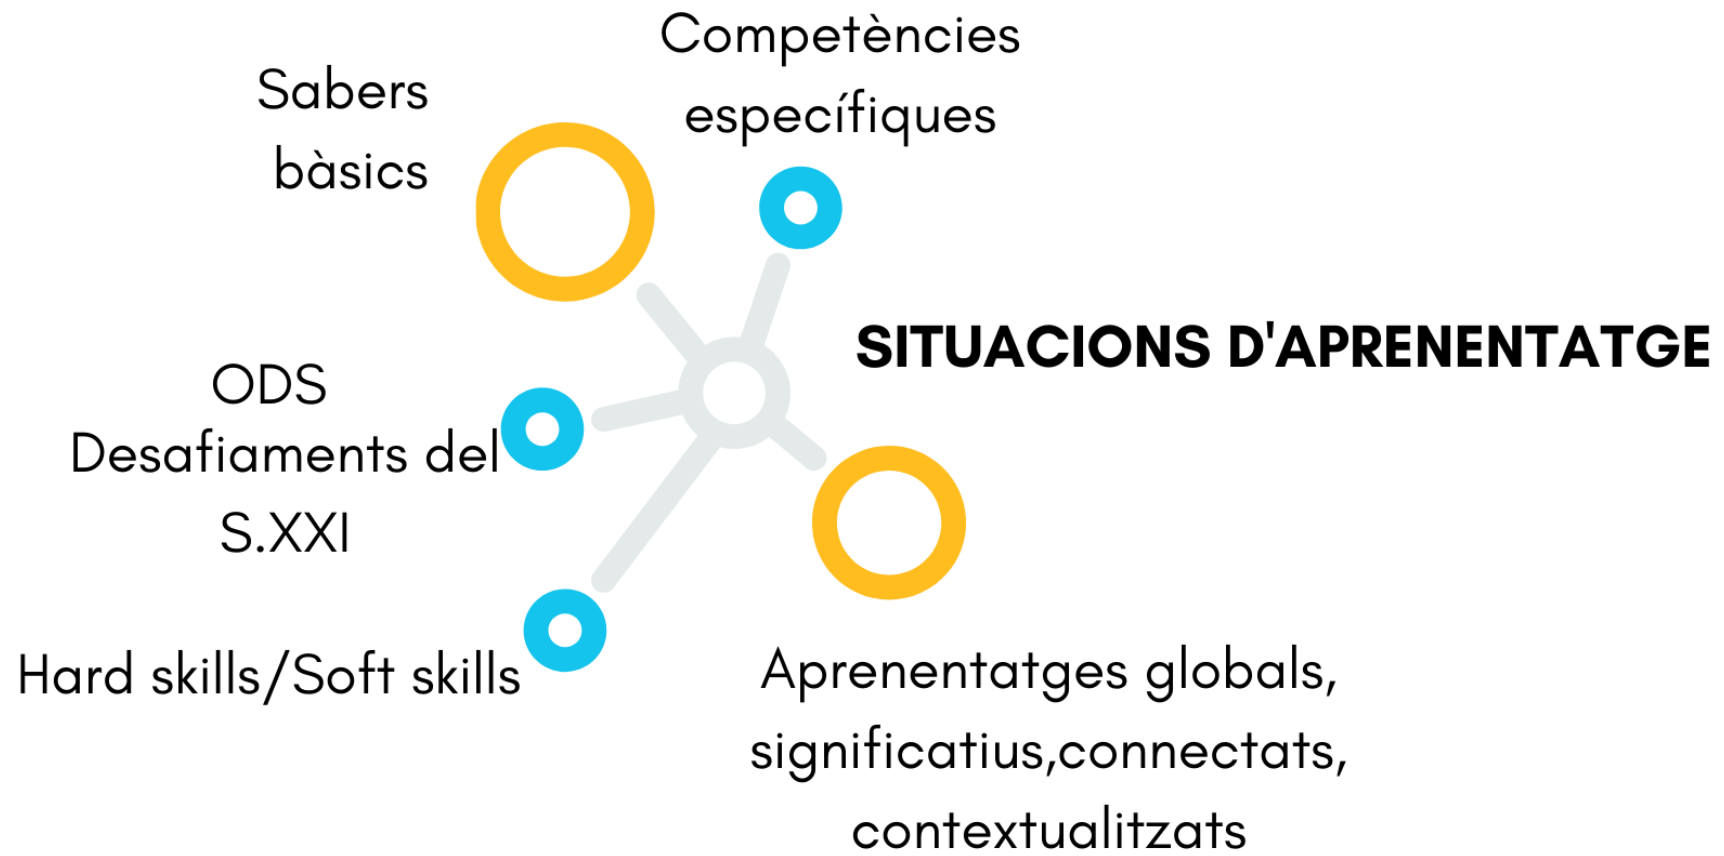 Competències
específiques
Sabers
bàsics
SITUACIONS D'APRENENTATGE
ODS
Desafiaments del
S.XXI
Hard skills/Soft skills
Aprenentatges globals,
significatius,connectats,
contextualitzats